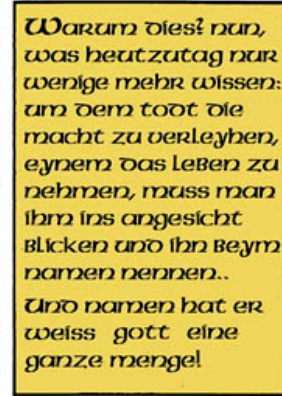 Warum dies? nun,
was heutzutag nur
wenige mehr wissen:
um dem todt die
macht zu verleyhen,
eynem das leben zu
nehmen, muss man
ihm ins angesicht
blicken und ihn beym
namen nennen..
Und namen hat er
weiss gott eine
ganze menge!